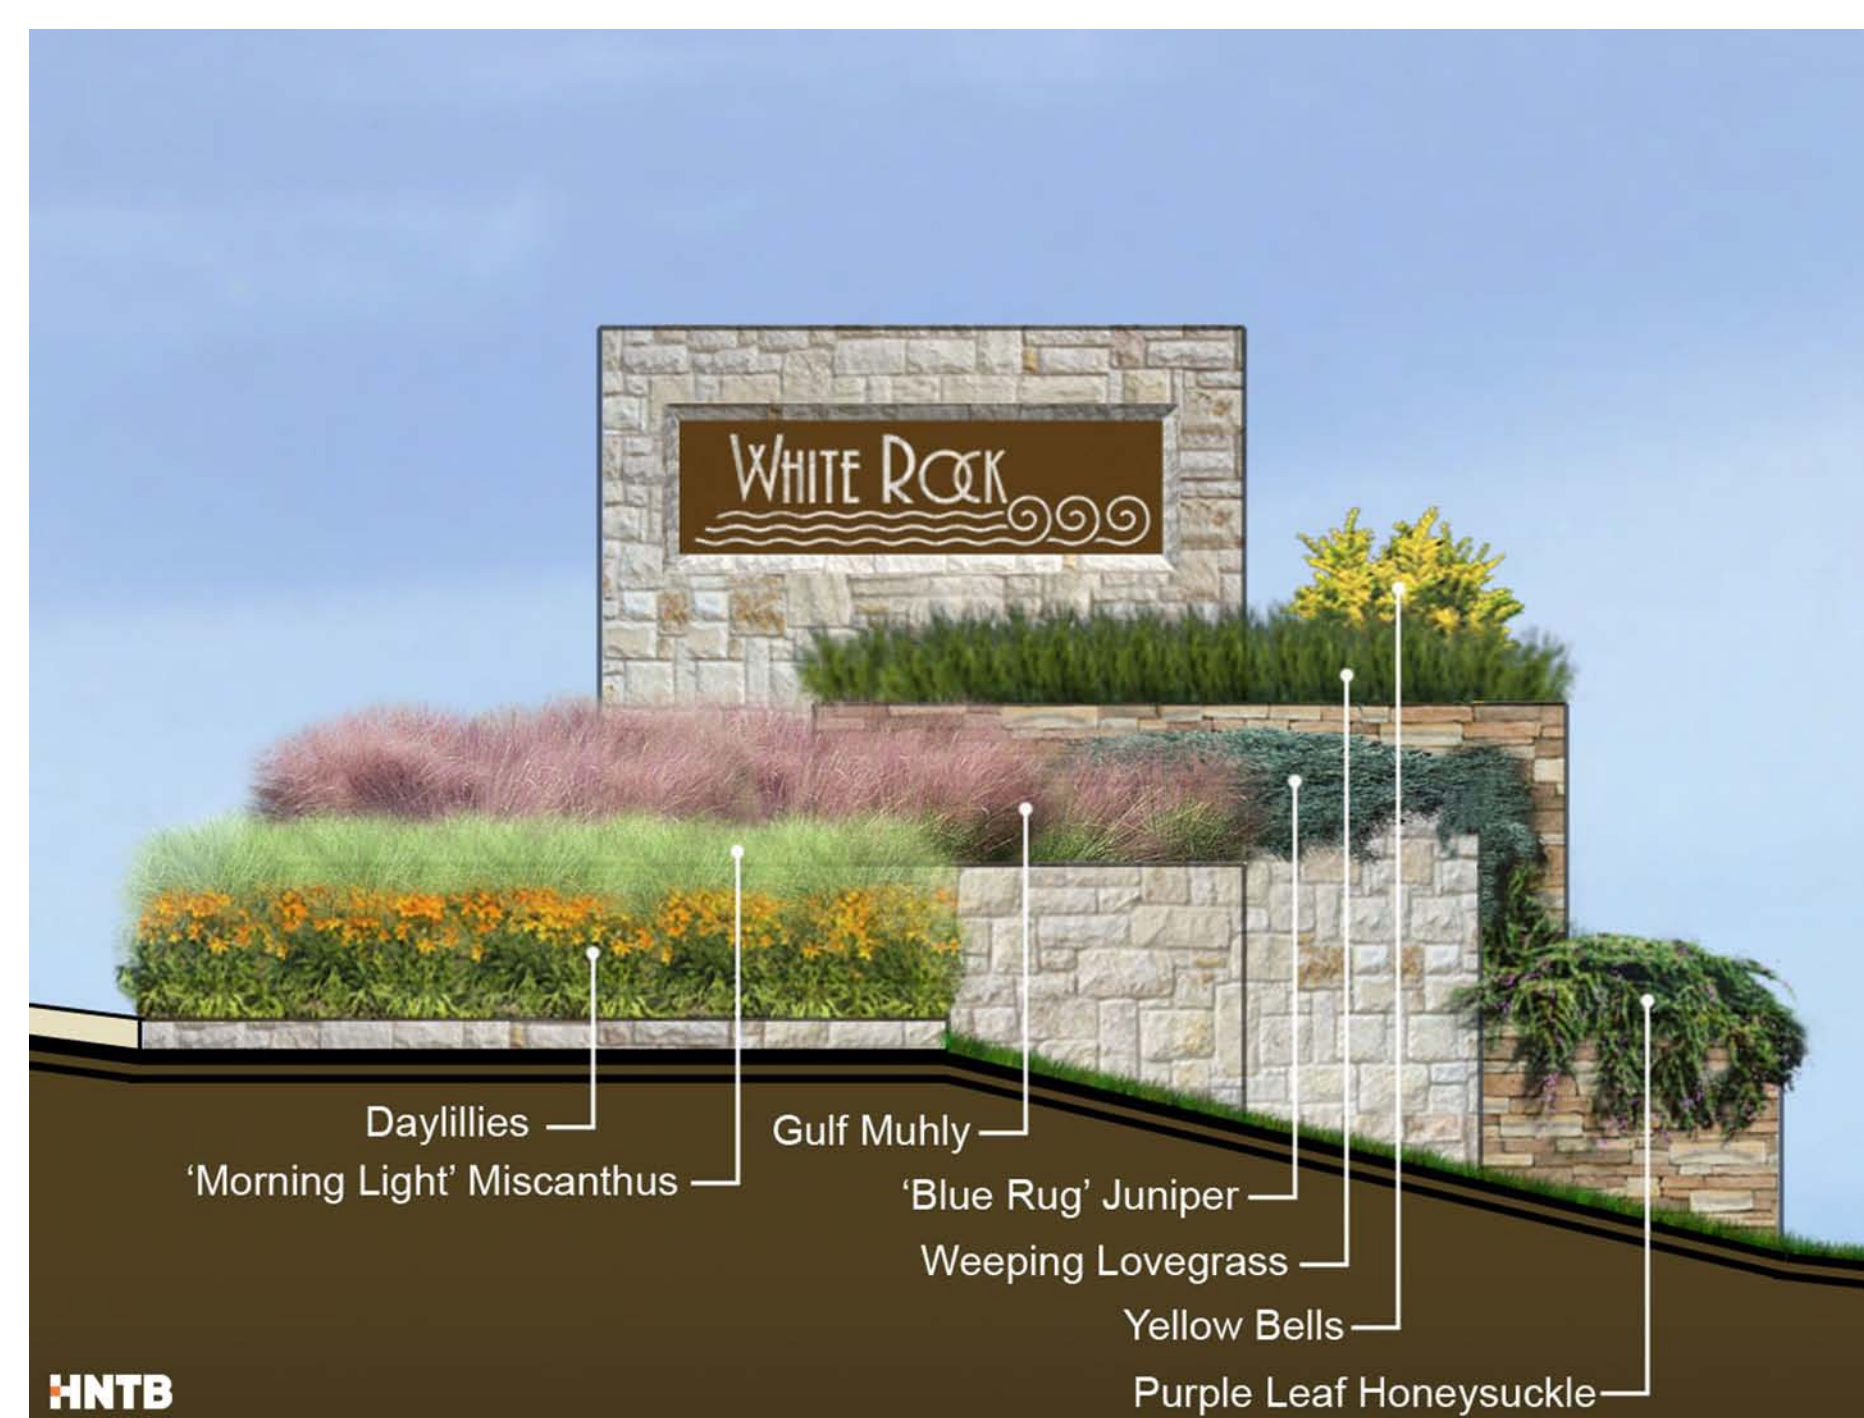 WHITE ROCK
Daylillies
Gulf Muhly
‘Morning Light’ Miscanthus
‘Blue Rug’ Juniper
Weeping Lovegrass
Yellow Bells
Purple Leaf Honeysuckle
HNTB